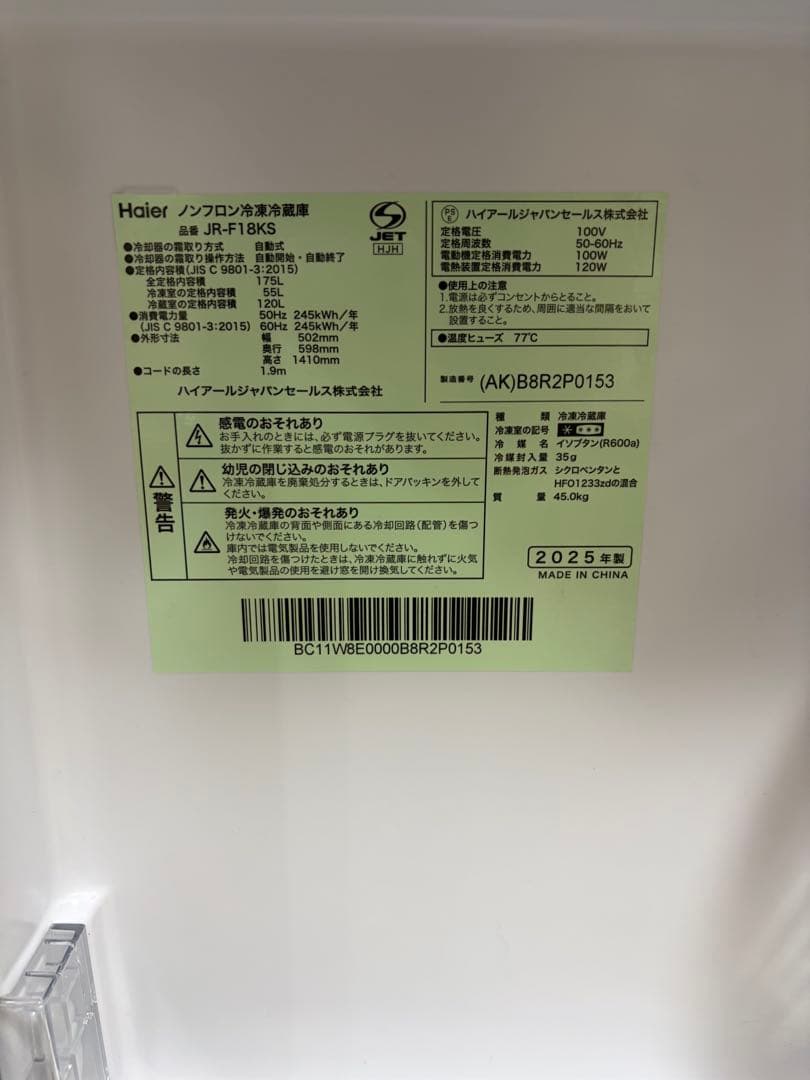 Haier ノンフロン冷凍冷蔵庫
品番 JR-F18KS
JET
HJH
●冷却器の霜取り方式 自動式
●冷却器の霜取り操作方法 自動開始・自動終了
●定格内容積(JIS C 9801-3:2015)
全定格内容積 175L
冷凍室の定格内容積 55L
冷蔵室の定格内容積 120L
●消費電力量 50Hz 245kWh/年
(JIS C 9801-3:2015) 60Hz 245kWh/年
●外形寸法 幅 502mm
奥行 598mm
高さ 1410mm
●コードの長さ 1.9m
ハイアールジャパンセールス株式会社
PS
E
ハイアールジャパンセールス株式会社
定格電圧 100V
定格周波数 50-60Hz
電動機定格消費電力 100W
電熱装置定格消費電力 120W
●使用上の注意
1.電源は必ずコンセントからとること。
2.放熱を良くするため、周囲に適当な間隔をおいて
設置すること。
●温度ヒューズ 77℃
製造番号 (AK)B8R2P0153
警告
感電のおそれあり
お手入れのときには、必ず電源プラグを抜いてください。
抜かずに作業すると感電のおそれがあります。
幼児の閉じ込みのおそれあり
冷凍冷蔵庫を廃棄処分するときは、ドアパッキンを外して
ください。
発火・爆発のおそれあり
冷凍冷蔵庫の背面や側面にある冷却回路(配管)を傷つ
けないでください。
庫内では電気製品を使用しないでください。
冷却回路を傷つけたときは、冷凍冷蔵庫に触れずに火気
や電気製品の使用を避け窓を開け換気してください。
種類 冷凍冷蔵庫
冷凍室の記号
冷媒名 イソブタン(R600a)
冷媒封入量 35g
断熱発泡ガス シクロペンタンと
HFO1233zdの混合
質量 45.0kg
2025年製
MADE IN CHINA
BC11W8E0000B8R2P0153